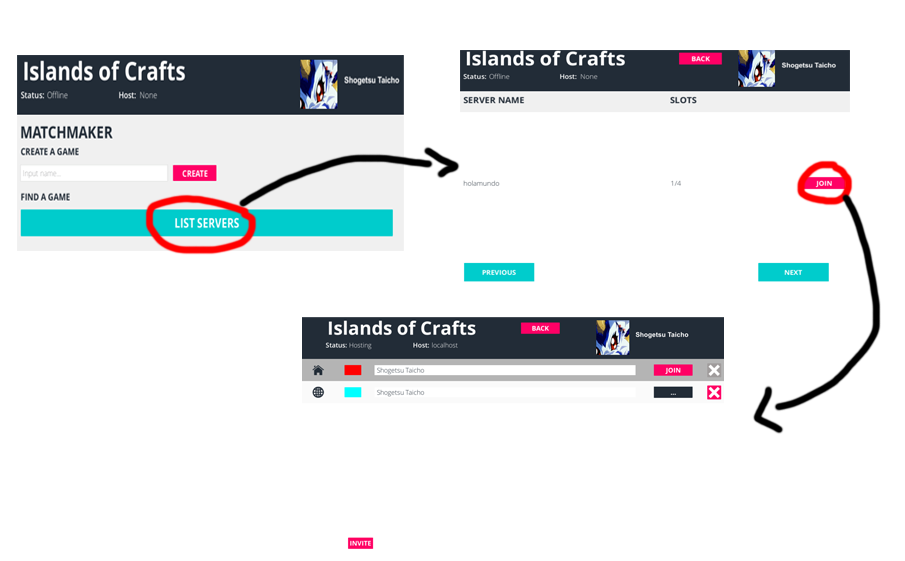 Islands of Crafts
Status: Offline Host: None
Shogetsu Taicho
MATCHMAKER
CREATE A GAME
Input name... CREATE
FIND A GAME
LIST SERVERS
Islands of Crafts BACK
Status: Offline Host: None
Shogetsu Taicho
SERVER NAME SLOTS
holamundo 1/4 JOIN
PREVIOUS NEXT
Islands of Crafts BACK
Status: Hosting Host: localhost
Shogetsu Taicho
Shogetsu Taicho JOIN
Shogetsu Taicho ...
INVITE